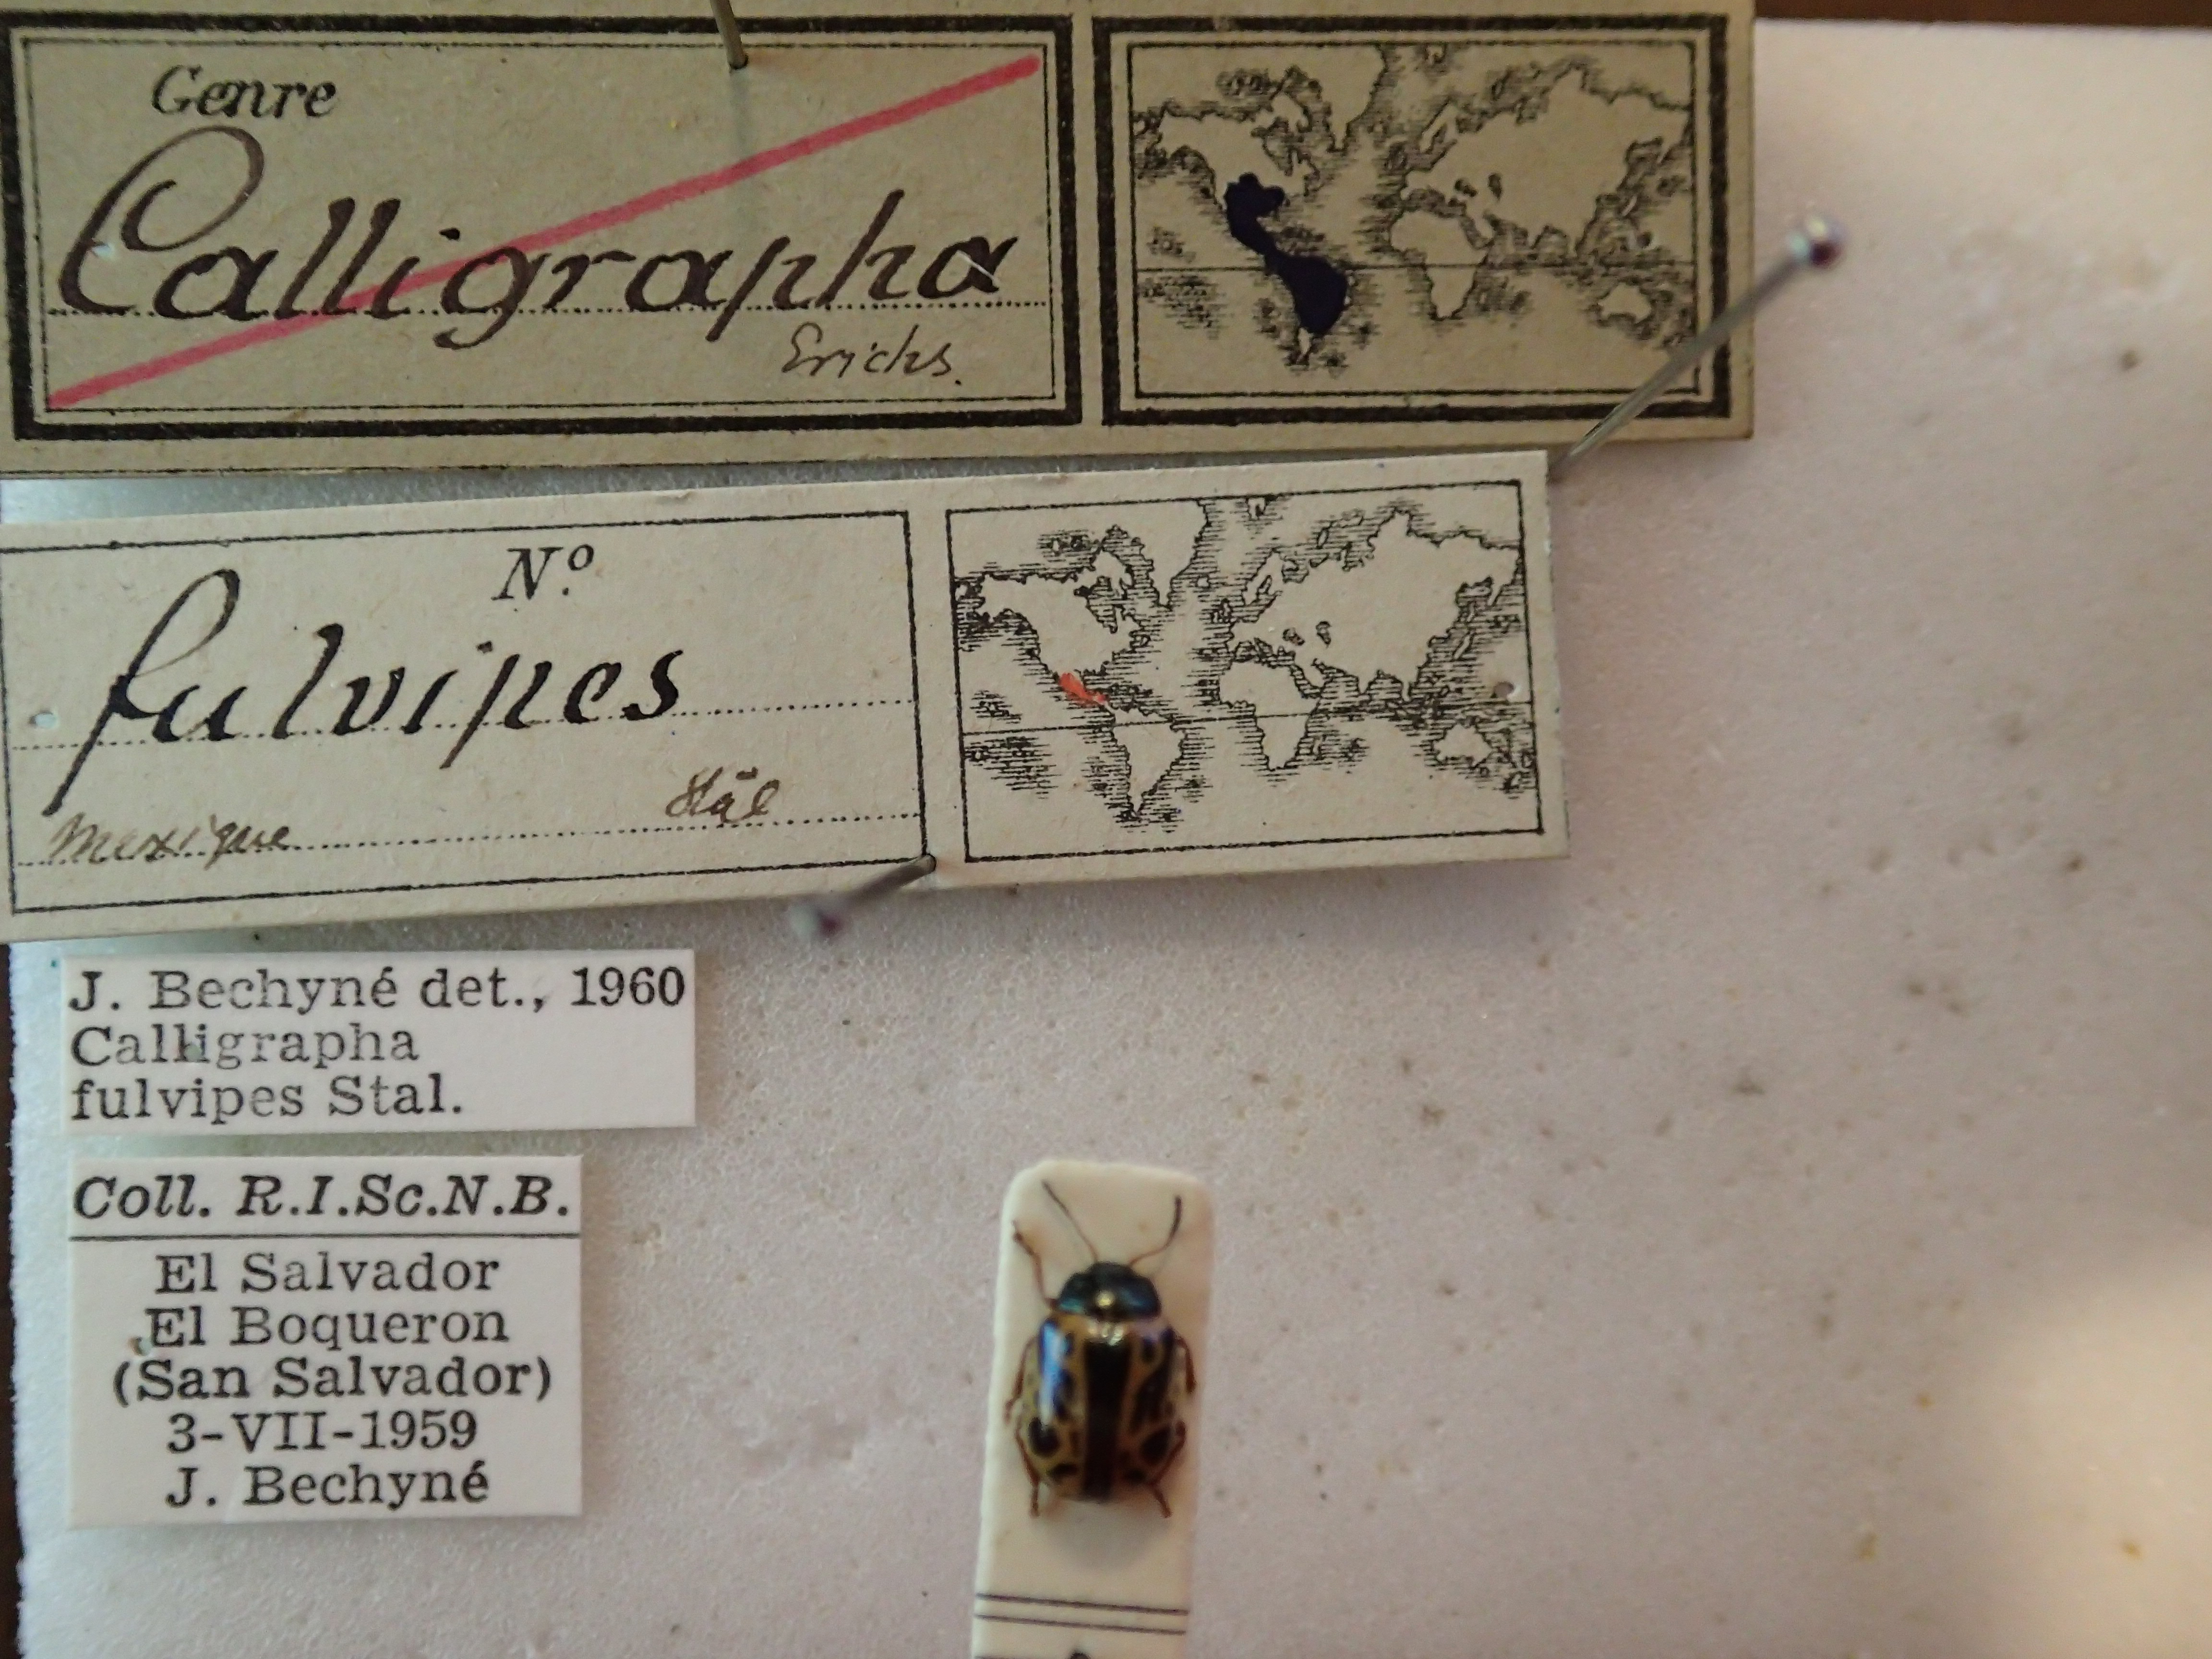 Genre
Calligrapha
Erichs.
Nº
fulvipes
Stål
Mexique
J. Bechyné det., 1960
Calligrapha
fulvipes Stal.
Coll. R.I.Sc.N.B.
El Salvador
El Boqueron
(San Salvador)
3-VII-1959
J. Bechyné